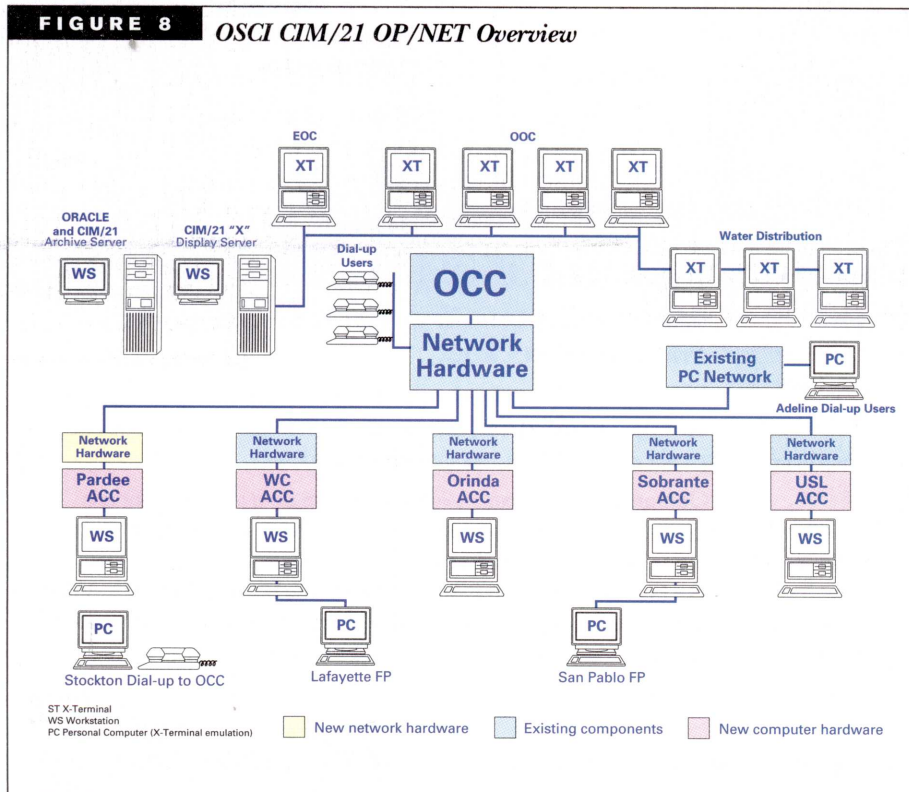 FIGURE 8
OSCI CIM/21 OP/NET Overview
EOC
OOC
XT
XT
XT
XT
XT
ORACLE
and CIM/21
Archive Server
CIM/21 "X"
Display Server
WS
WS
Dial-up
Users
OCC
Water Distribution
XT
XT
XT
Network
Hardware
Existing
PC Network
PC
Adeline Dial-up Users
Network
Hardware
Network
Hardware
Network
Hardware
Network
Hardware
Network
Hardware
Pardee
ACC
WC
ACC
Orinda
ACC
Sobrante
ACC
USL
ACC
WS
WS
WS
WS
WS
PC
PC
PC
Stockton Dial-up to OCC
Lafayette FP
San Pablo FP
ST X-Terminal
WS Workstation
PC Personal Computer (X-Terminal emulation)
New network hardware
Existing components
New computer hardware